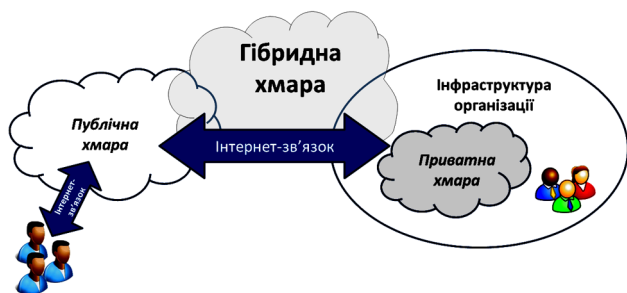 Гібридна
хмара
Інфраструктура
організації
Публічна
хмара
Інтернет-зв’язок
Приватна
хмара
Інтернет-
зв’язок